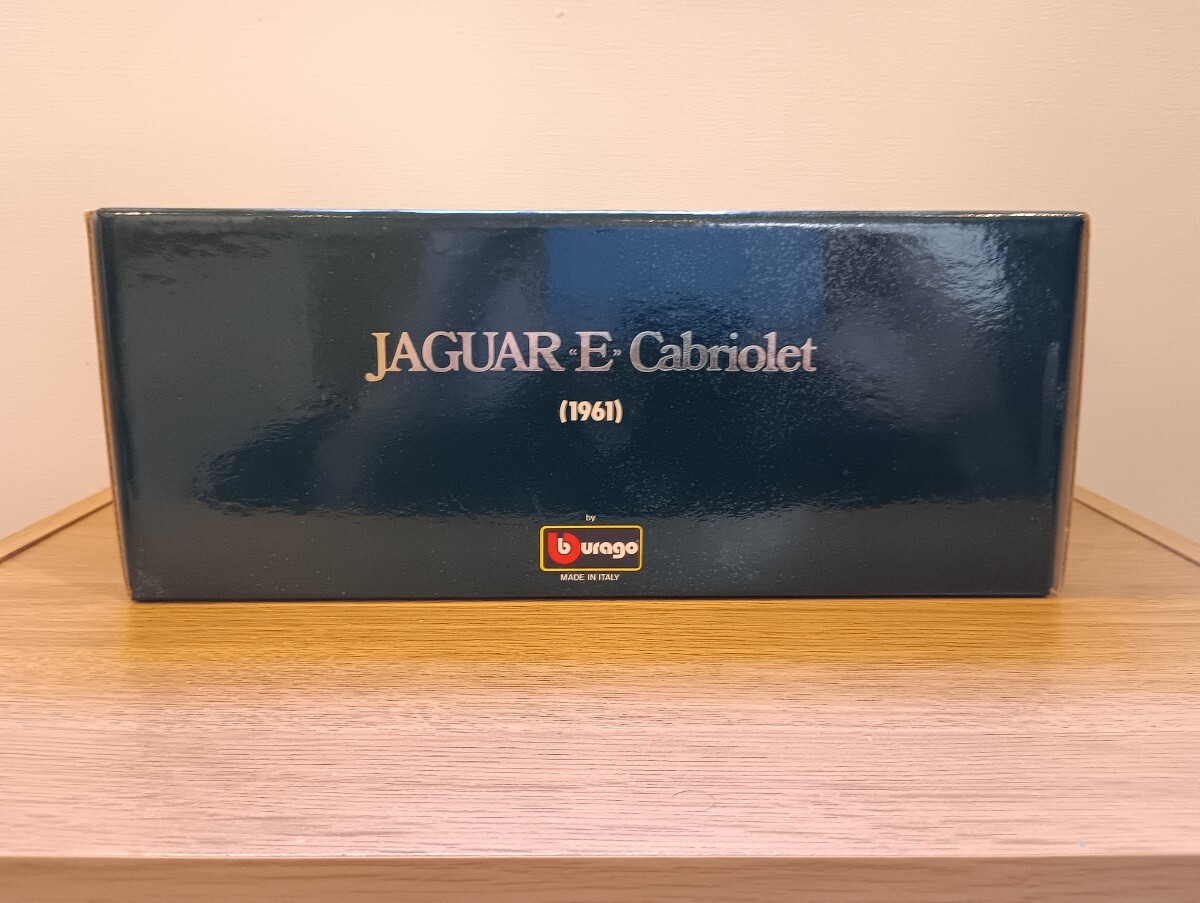 JAGUAR «E» Cabriolet
(1961)
by
burago
MADE IN ITALY